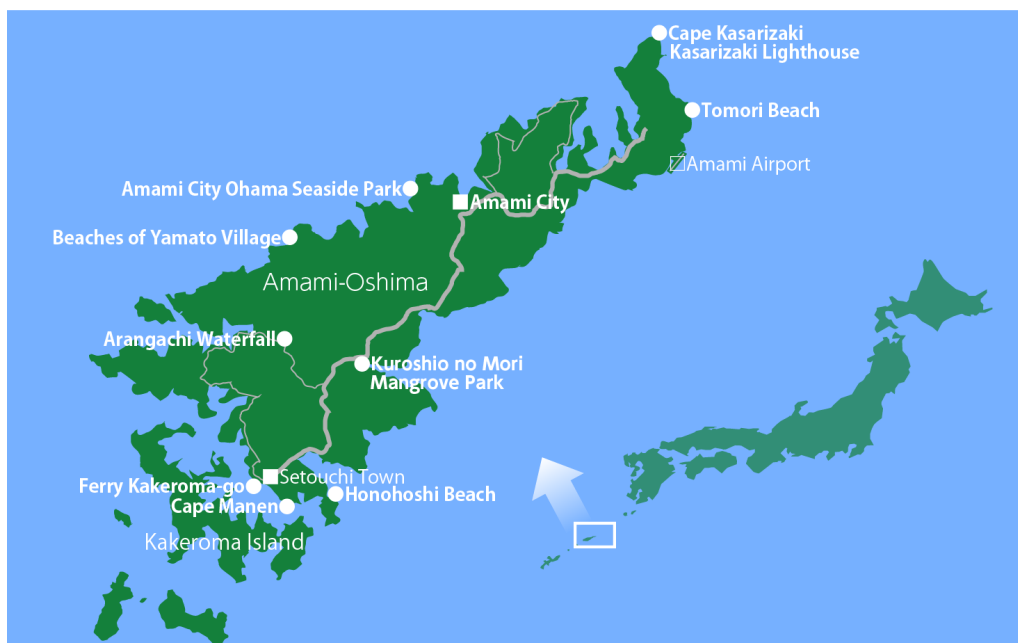 Cape Kasarizaki
Kasarizaki Lighthouse
Tomori Beach
Amami Airport
Amami City Ohama Seaside Park
Amami City
Beaches of Yamato Village
Amami-Oshima
Arangachi Waterfall
Kuroshio no Mori
Mangrove Park
Setouchi Town
Ferry Kakeroma-go
Honohoshi Beach
Cape Manen
Kakeroma Island